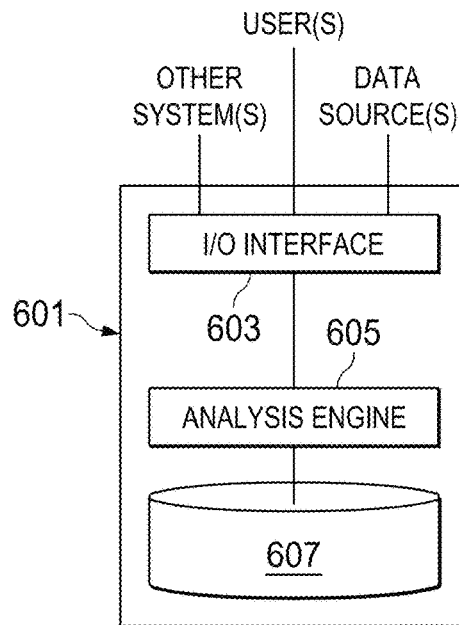 USER(S)
OTHER
SYSTEM(S)
DATA
SOURCE(S)
I/O INTERFACE
601
603
605
ANALYSIS ENGINE
607